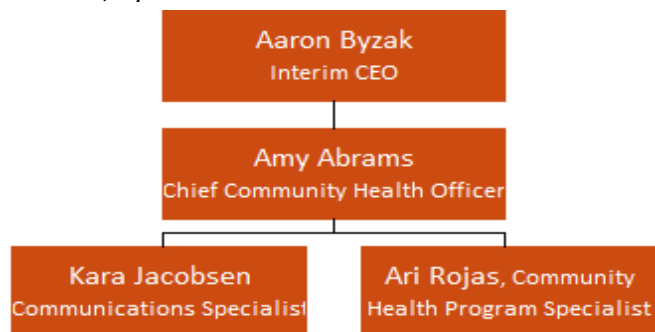 Aaron Byzak
Interim CEO
Amy Abrams
Chief Community Health Officer
Kara Jacobsen
Communications Specialist
Ari Rojas, Community
Health Program Specialist